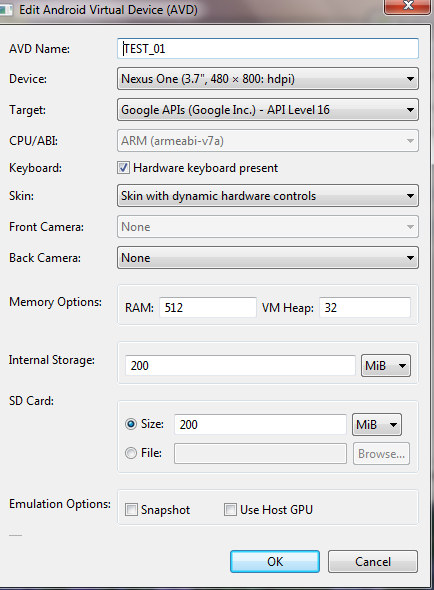 Edit Android Virtual Device (AVD)
AVD Name: TEST_01
Device: Nexus One (3.7", 480 × 800: hdpi)
Target: Google APIs (Google Inc.) - API Level 16
CPU/ABI: ARM (armeabi-v7a)
Keyboard: Hardware keyboard present
Skin: Skin with dynamic hardware controls
Front Camera: None
Back Camera: None
Memory Options: RAM: 512 VM Heap: 32
Internal Storage: 200 MiB
SD Card:
Size: 200 MiB
File: Browse...
Emulation Options: Snapshot Use Host GPU
OK Cancel